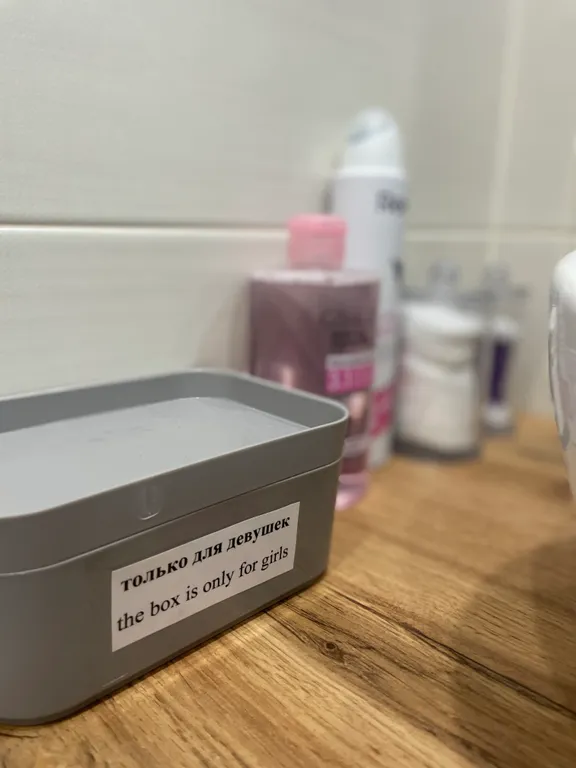 только для девушек
the box is only for girls